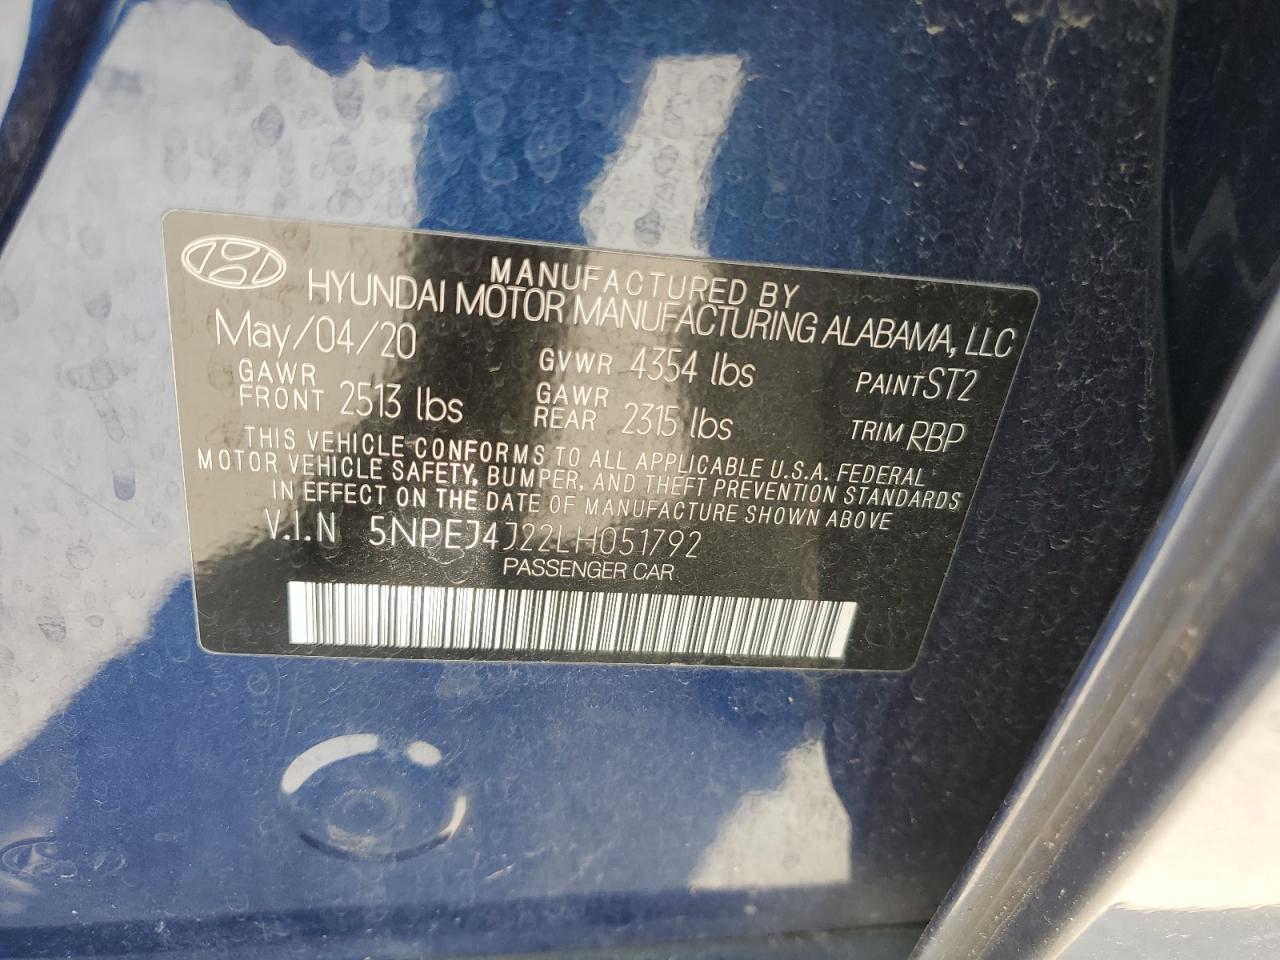 MANUFACTURED BY
HYUNDAI MOTOR MANUFACTURING ALABAMA, LLC
May/04/20 GVWR 4354 lbs PAINT ST2
GAWR FRONT 2513 lbs GAWR REAR 2315 lbs TRIM RBP
THIS VEHICLE CONFORMS TO ALL APPLICABLE U.S.A. FEDERAL
MOTOR VEHICLE SAFETY, BUMPER, AND THEFT PREVENTION STANDARDS
IN EFFECT ON THE DATE OF MANUFACTURE SHOWN ABOVE
V.I.N 5NPEJ4J22LH051792
PASSENGER CAR